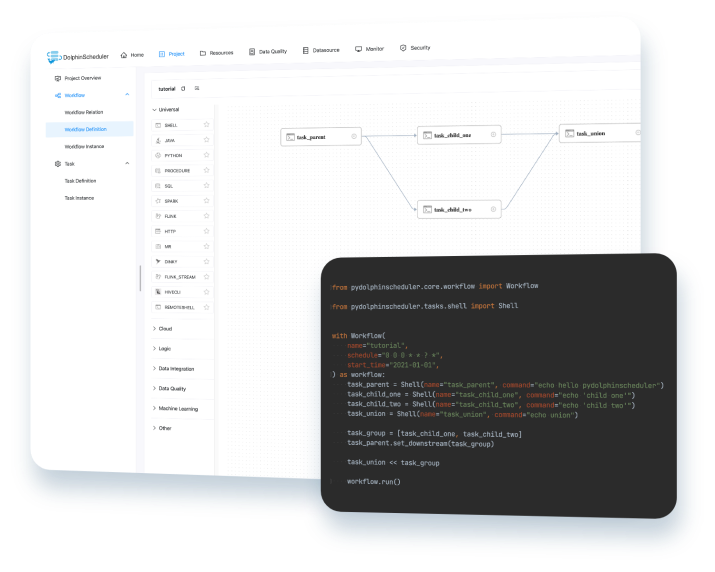 DolphinScheduler
Home
Project
Resources
Data Quality
Datasource
Monitor
Security
Project Overview
Workflow
Workflow Relation
Workflow Definition
Workflow Instance
Task
Task Definition
Task Instance
tutorial
Universal
SHELL
JAVA
PYTHON
PROCEDURE
SQL
SPARK
FLINK
HTTP
MR
DINKY
FLINK_STREAM
HIVECLI
REMOTESHELL
Cloud
Logic
Data Integration
Data Quality
Machine Learning
Other
task_parent
task_child_one
task_union
task_child_two
from pydolphinscheduler.core.workflow import Workflow
from pydolphinscheduler.tasks.shell import Shell
with Workflow(
name="tutorial",
schedule="0 0 0 * * ? *",
start_time="2021-01-01",
) as workflow:
task_parent = Shell(name="task_parent", command="echo hello pydolphinscheduler")
task_child_one = Shell(name="task_child_one", command="echo 'child one'")
task_child_two = Shell(name="task_child_two", command="echo 'child two'")
task_union = Shell(name="task_union", command="echo union")
task_group = [task_child_one, task_child_two]
task_parent.set_downstream(task_group)
task_union << task_group
workflow.run()